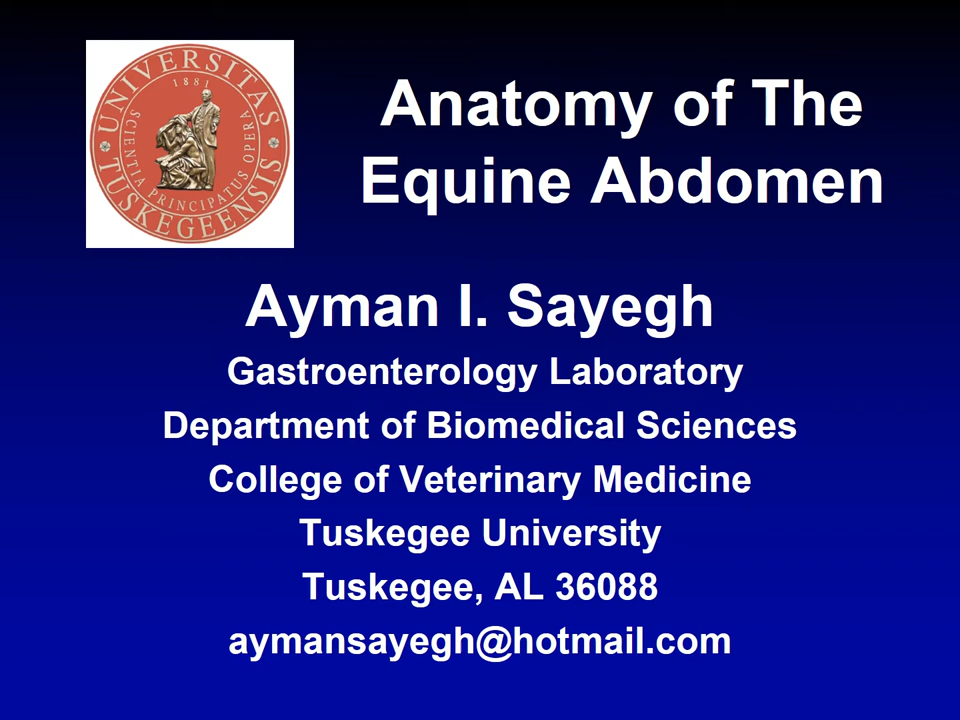 Anatomy of The
Equine Abdomen
UNIVERSITAS
TUSKEGEENSIS
1881
SCIENTIA PRINCIPATUS OPERA
Ayman I. Sayegh
Gastroenterology Laboratory
Department of Biomedical Sciences
College of Veterinary Medicine
Tuskegee University
Tuskegee, AL 36088
aymansayegh@hotmail.com